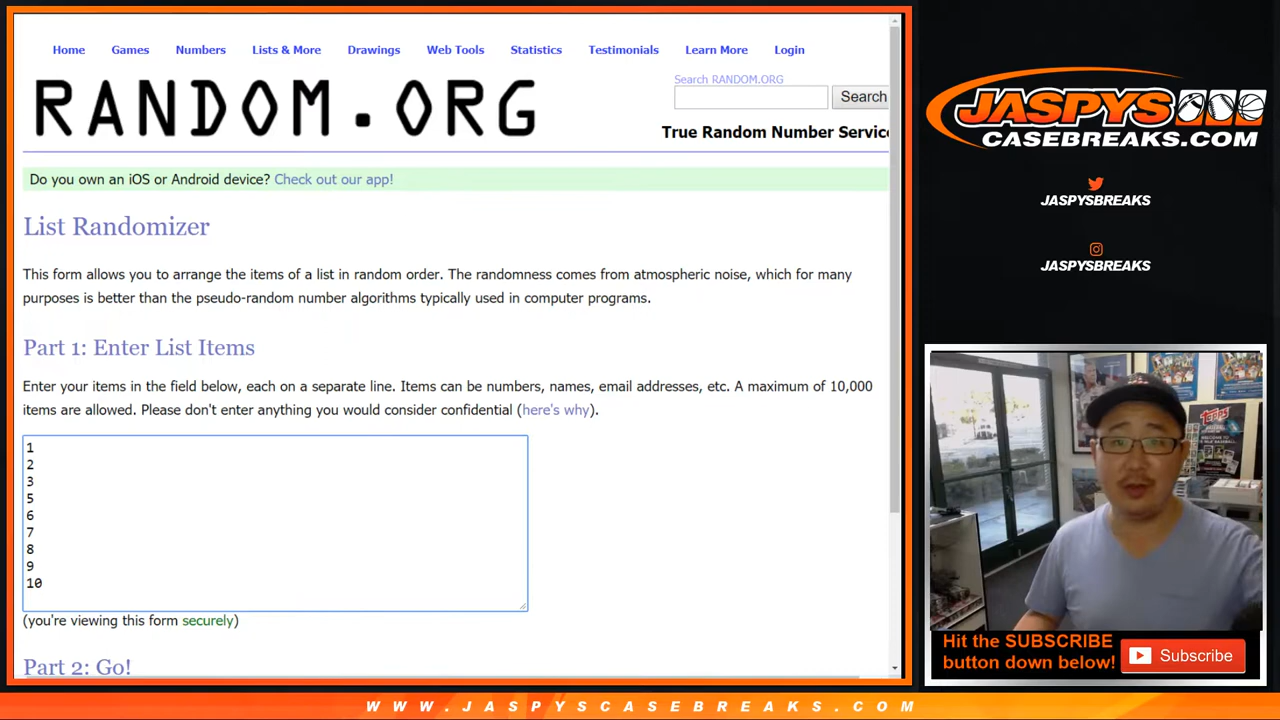 Home Games Numbers Lists & More Drawings Web Tools Statistics Testimonials Learn More Login
RANDOM.ORG
Search RANDOM.ORG
Search
True Random Number Servic
Do you own an iOS or Android device? Check out our app!
List Randomizer
This form allows you to arrange the items of a list in random order. The randomness comes from atmospheric noise, which for many
purposes is better than the pseudo-random number algorithms typically used in computer programs.
Part 1: Enter List Items
Enter your items in the field below, each on a separate line. Items can be numbers, names, email addresses, etc. A maximum of 10,000
items are allowed. Please don't enter anything you would consider confidential (here's why).
1
2
3
5
6
7
8
9
10
(you're viewing this form securely)
Part 2: Go!
JASPYS
CASEBREAKS.COM
JASPYSBREAKS
JASPYSBREAKS
Topps
Hit the SUBSCRIBE
button down below!
Subscribe
WWW.JASPYSCASEBREAKS.COM